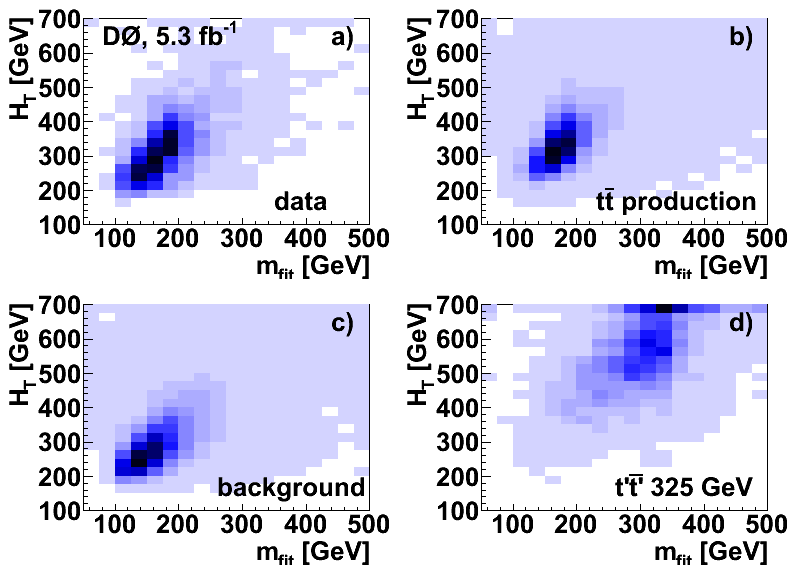 DØ, 5.3 fb⁻¹
a)
data
H_T [GeV]
700
600
500
400
300
200
100
100 200 300 400 500
m_fit [GeV]
b)
tt̄ production
H_T [GeV]
700
600
500
400
300
200
100
100 200 300 400 500
m_fit [GeV]
c)
background
H_T [GeV]
700
600
500
400
300
200
100
100 200 300 400 500
m_fit [GeV]
d)
t't̄' 325 GeV
H_T [GeV]
700
600
500
400
300
200
100
100 200 300 400 500
m_fit [GeV]